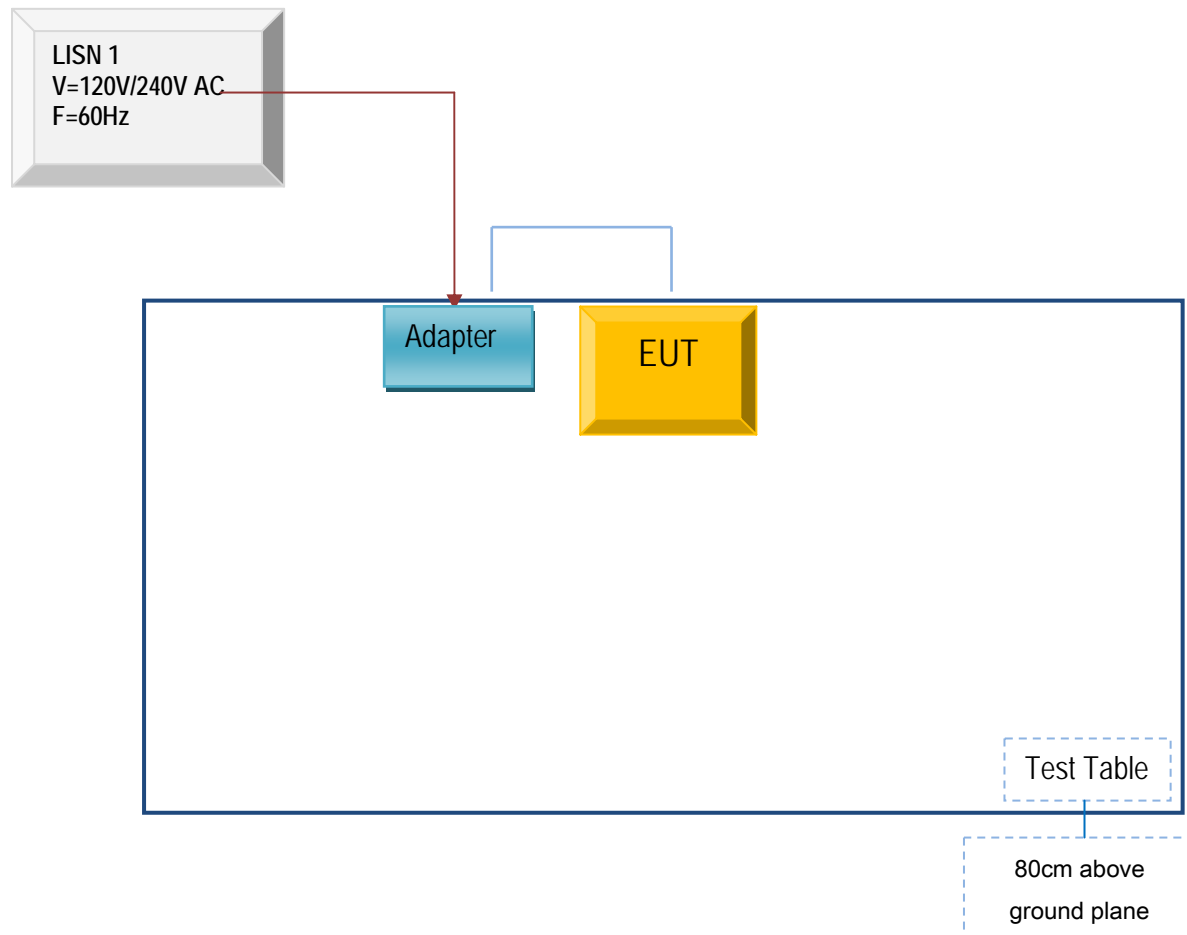 LISN 1
V=120V/240V AC
F=60Hz
Adapter
EUT
Test Table
80cm above
ground plane